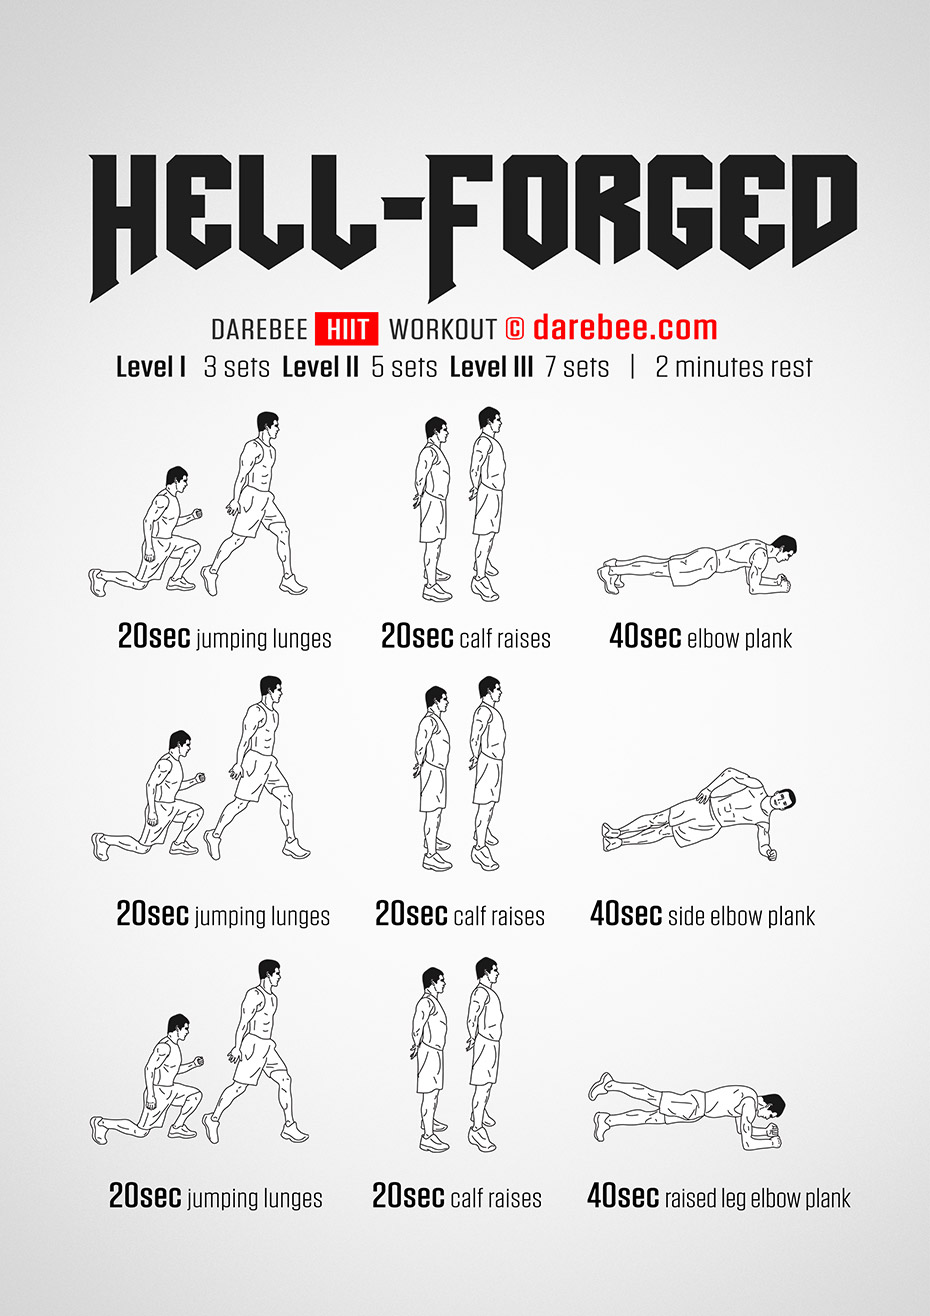 HELL-FORGED
DAREBEE HIIT WORKOUT © darebee.com
Level I 3 sets Level II 5 sets Level III 7 sets | 2 minutes rest
20sec jumping lunges 20sec calf raises 40sec elbow plank
20sec jumping lunges 20sec calf raises 40sec side elbow plank
20sec jumping lunges 20sec calf raises 40sec raised leg elbow plank